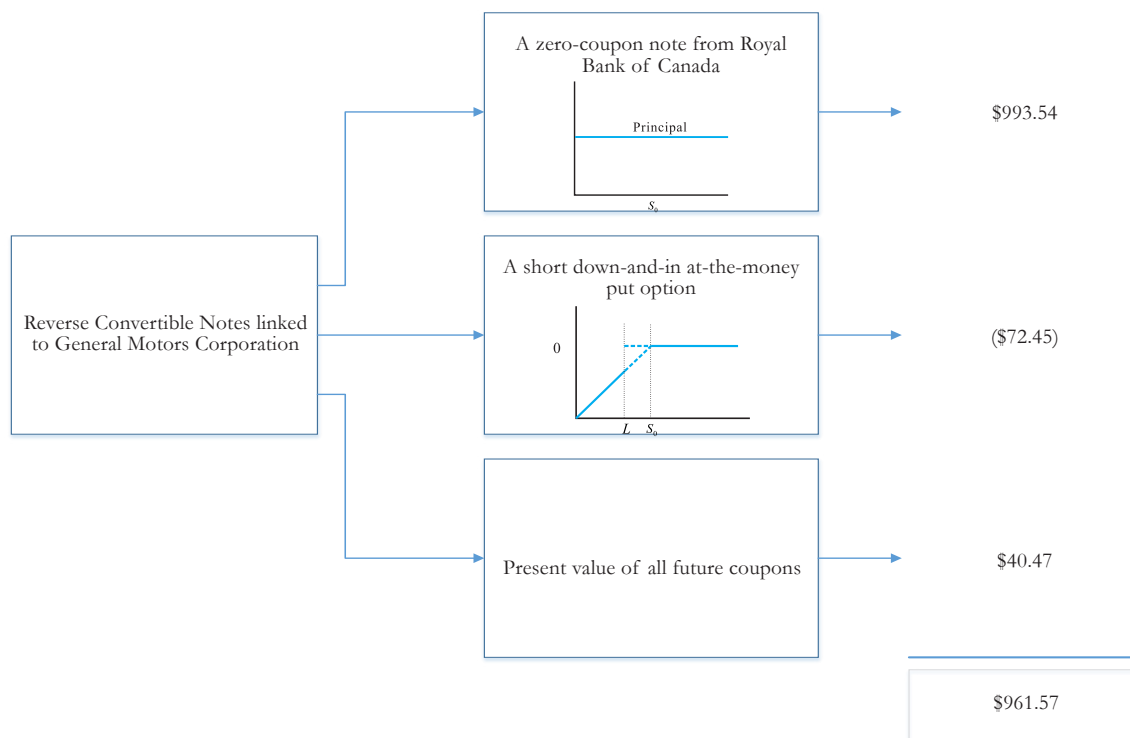 A zero-coupon note from Royal
Bank of Canada
Principal
S₀
$993.54
Reverse Convertible Notes linked
to General Motors Corporation
A short down-and-in at-the-money
put option
0
L S₀
($72.45)
Present value of all future coupons
$40.47
$961.57